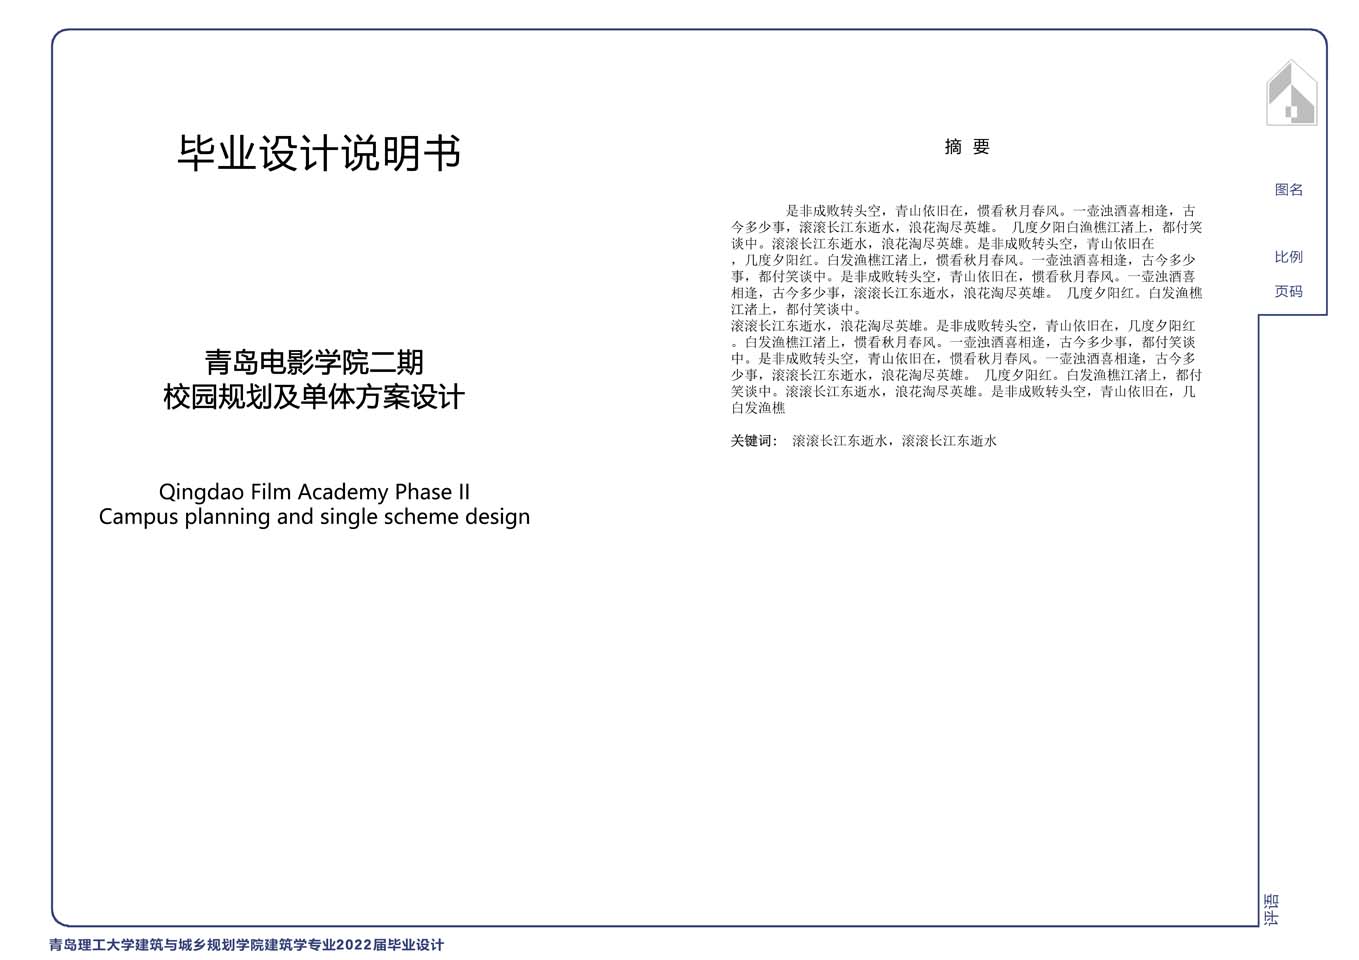 毕业设计说明书
青岛电影学院二期
校园规划及单体方案设计
Qingdao Film Academy Phase II
Campus planning and single scheme design
摘 要
是非成败转头空，青山依旧在，惯看秋月春风。一壶浊酒喜相逢，古
今多少事，滚滚长江东逝水，浪花淘尽英雄。 几度夕阳白渔樵江渚上，都付笑
谈中。滚滚长江东逝水，浪花淘尽英雄。是非成败转头空，青山依旧在
，几度夕阳红。白发渔樵江渚上，惯看秋月春风。一壶浊酒喜相逢，古今多少
事，都付笑谈中。是非成败转头空，青山依旧在，惯看秋月春风。一壶浊酒喜
相逢，古今多少事，滚滚长江东逝水，浪花淘尽英雄。 几度夕阳红。白发渔樵
江渚上，都付笑谈中。
滚滚长江东逝水，浪花淘尽英雄。是非成败转头空，青山依旧在，几度夕阳红
。白发渔樵江渚上，惯看秋月春风。一壶浊酒喜相逢，古今多少事，都付笑谈
中。是非成败转头空，青山依旧在，惯看秋月春风。一壶浊酒喜相逢，古今多
少事，滚滚长江东逝水，浪花淘尽英雄。 几度夕阳红。白发渔樵江渚上，都付
笑谈中。滚滚长江东逝水，浪花淘尽英雄。是非成败转头空，青山依旧在，几
白发渔樵
关键词： 滚滚长江东逝水，滚滚长江东逝水
图名
比例
页码
评语
青岛理工大学建筑与城乡规划学院建筑学专业2022届毕业设计